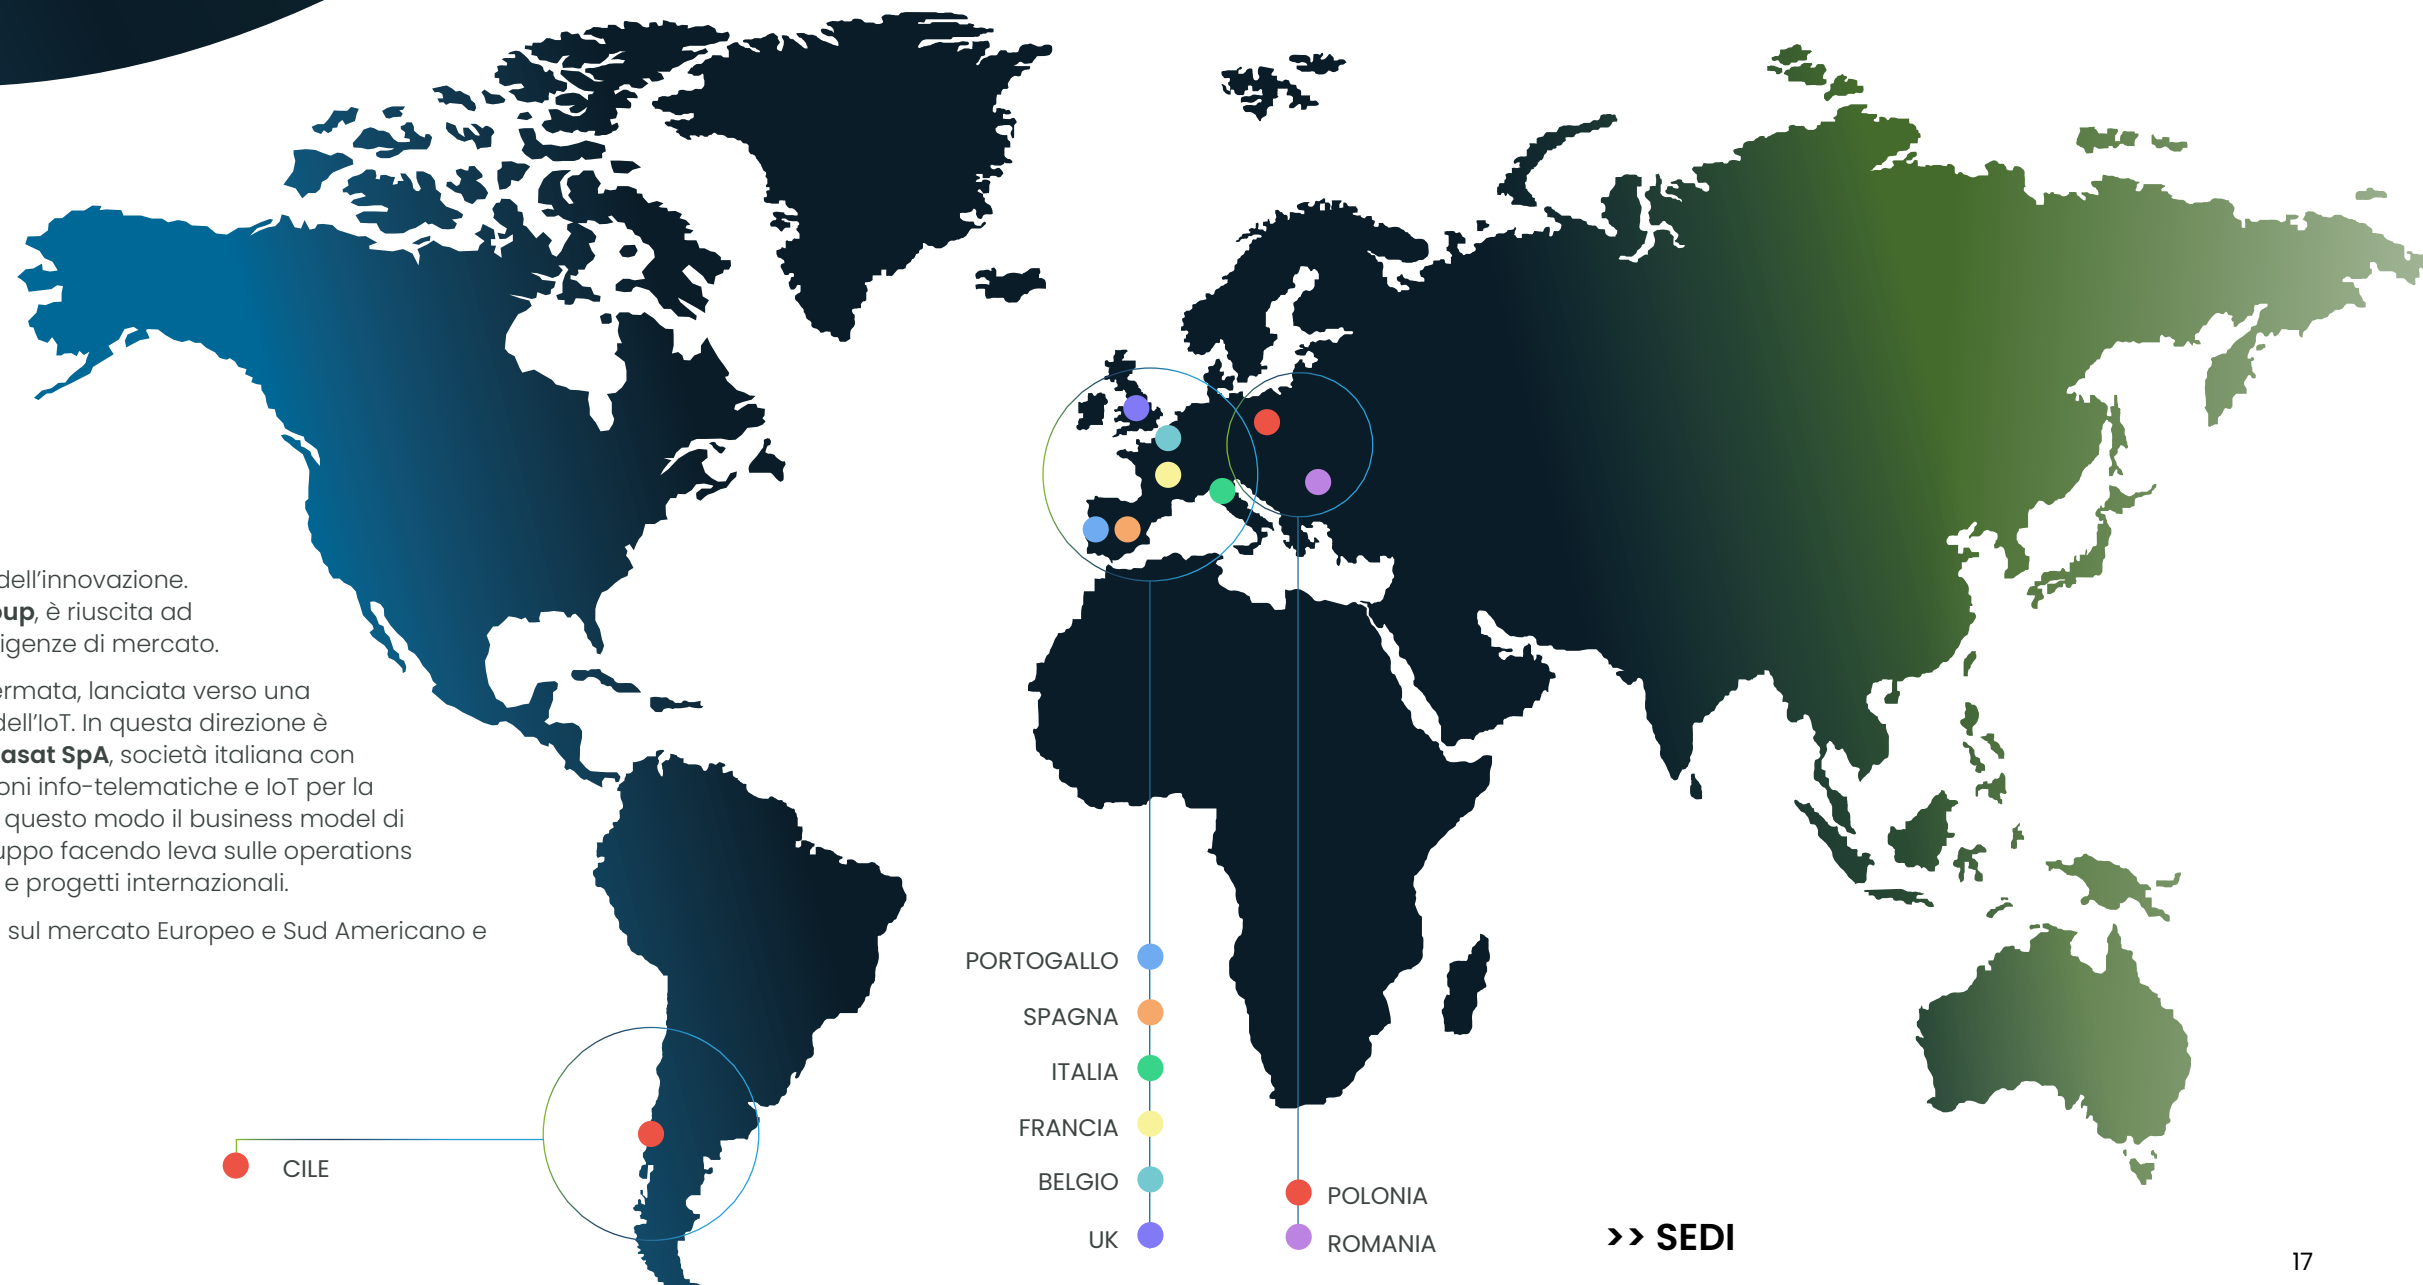 dell’innovazione.
oup, è riuscita ad
igenze di mercato.
ermata, lanciata verso una
dell’IoT. In questa direzione è
asat SpA, società italiana con
oni info-telematiche e IoT per la
questo modo il business model di
uppo facendo leva sulle operations
e progetti internazionali.
sul mercato Europeo e Sud Americano e
CILE
PORTOGALLO
SPAGNA
ITALIA
FRANCIA
BELGIO
UK
POLONIA
ROMANIA
>> SEDI
17